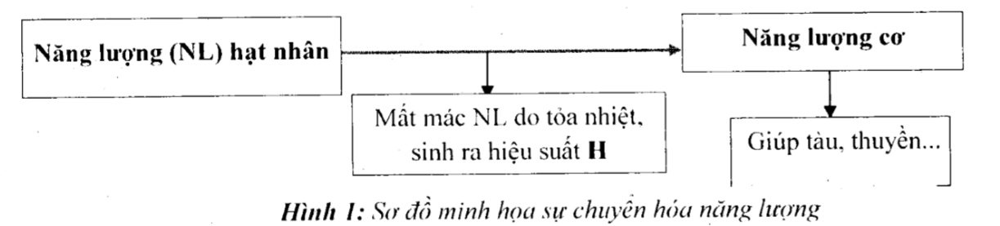 Năng lượng (NL) hạt nhân
Năng lượng cơ
Mất mác NL do tỏa nhiệt,
sinh ra hiệu suất H
Giúp tàu, thuyền...
Hình 1: Sơ đồ minh họa sự chuyển hóa năng lượng